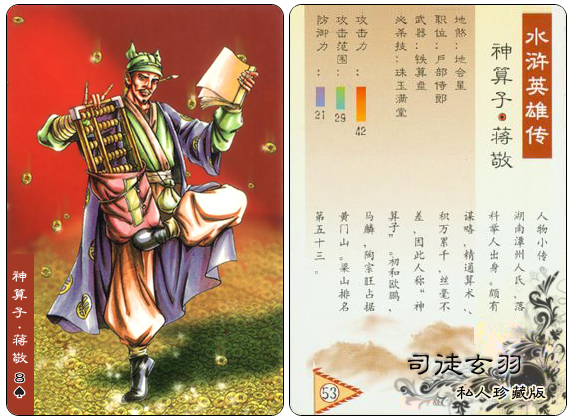 神算子·蒋敬
8♠
水浒英雄传
神算子·蒋敬
地煞:地会星
职位:户部侍郎
武器:铁算盘
必杀技:珠玉满堂
攻击力:
42
攻击范围:
29
防御力:
21
人物小传
湖南潭州人氏,落
科举人出身。颇有
谋略,精通算术、
积万累千,丝毫不
差,因此人称“神
算子”。初和欧鹏,
马麟,陶宗旺占据
黄门山。梁山排名
第五十三。
53
司徒玄羽
私人珍藏版